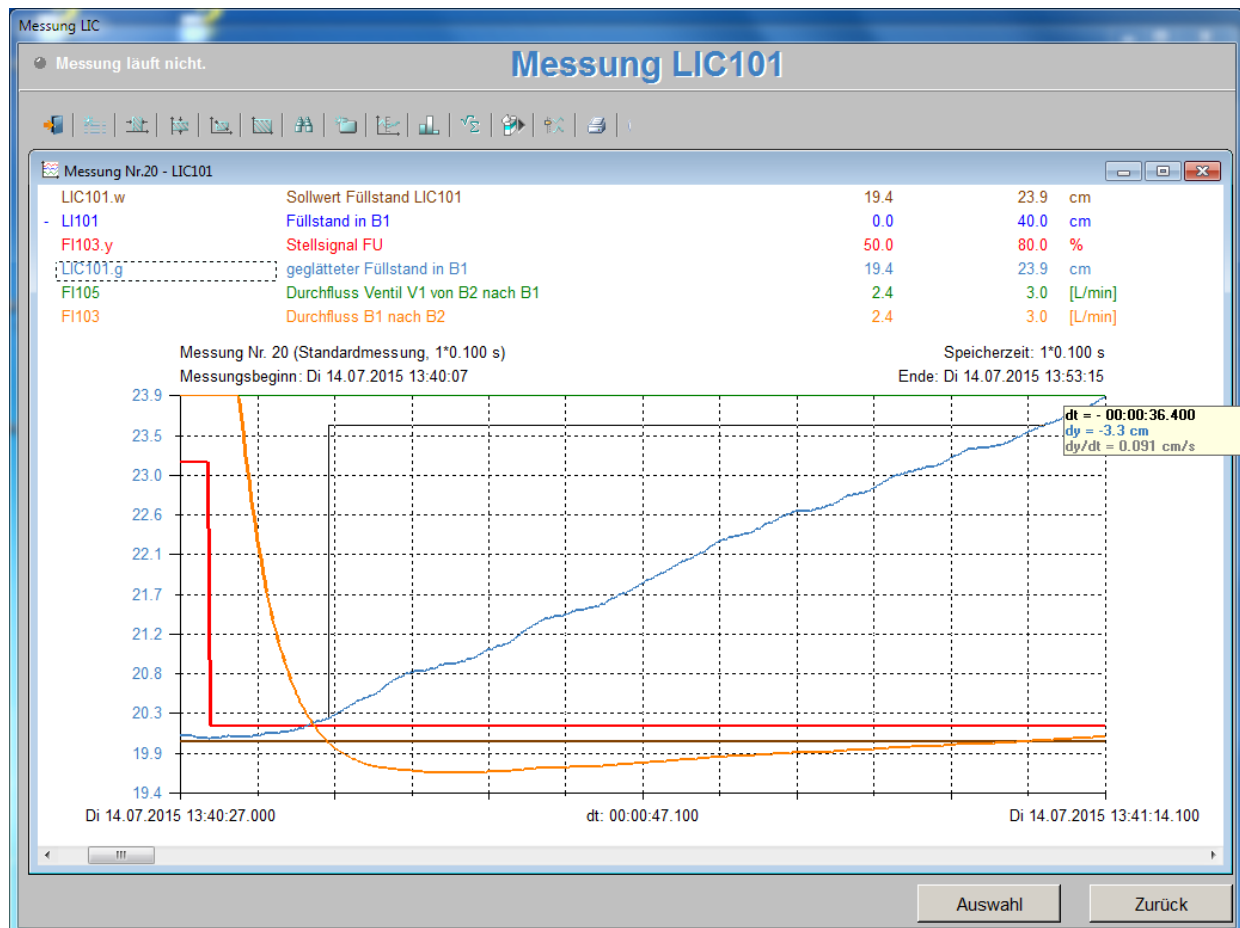 Messung LIC
Messung läuft nicht.
Messung LIC101
Messung Nr.20 - LIC101
LIC101.w Sollwert Füllstand LIC101 19.4 23.9 cm
- LI101 Füllstand in B1 0.0 40.0 cm
FI103.y Stellsignal FU 50.0 80.0 %
LIC101.g geglätteter Füllstand in B1 19.4 23.9 cm
FI105 Durchfluss Ventil V1 von B2 nach B1 2.4 3.0 [L/min]
FI103 Durchfluss B1 nach B2 2.4 3.0 [L/min]
Messung Nr. 20 (Standardmessung, 1*0.100 s) Speicherzeit: 1*0.100 s
Messungsbeginn: Di 14.07.2015 13:40:07 Ende: Di 14.07.2015 13:53:15
23.9
dt = - 00:00:36.400
dy = -3.3 cm
dy/dt = 0.091 cm/s
23.5
23.0
22.6
22.1
21.7
21.2
20.8
20.3
19.9
19.4
Di 14.07.2015 13:40:27.000 dt: 00:00:47.100 Di 14.07.2015 13:41:14.100
Auswahl Zurück